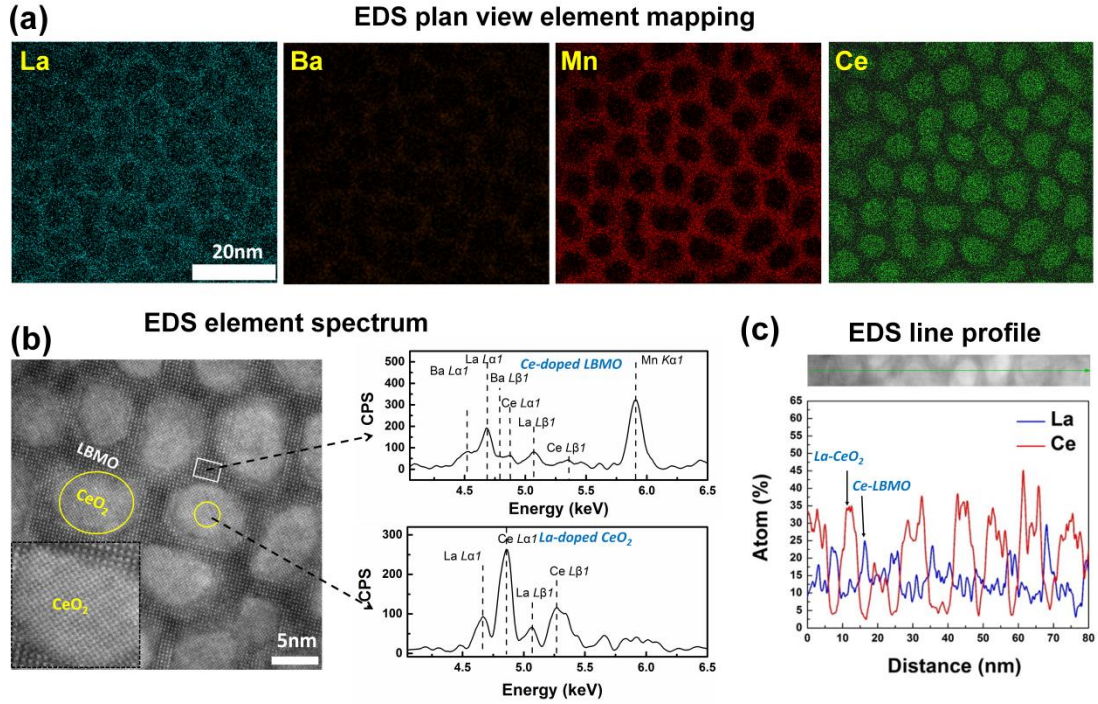 (a)
EDS plan view element mapping
La
Ba
Mn
Ce
20nm
(b)
EDS element spectrum
LBMO
CeO₂
CeO₂
5nm
Ce-doped LBMO
Ba Lα1
La Lα1
Ba Lβ1
Ce Lα1
La Lβ1
Ce Lβ1
Mn Kα1
CPS
500
400
300
200
100
0
4.5 5.0 5.5 6.0 6.5
Energy (keV)
La-doped CeO₂
La Lα1
Ce Lα1
La Lβ1
Ce Lβ1
CPS
300
200
100
0
4.5 5.0 5.5 6.0 6.5
Energy (keV)
(c)
EDS line profile
La
Ce
La-CeO₂
Ce-LBMO
Atom (%)
65
60
55
50
45
40
35
30
25
20
15
10
5
0
0 10 20 30 40 50 60 70 80
Distance (nm)